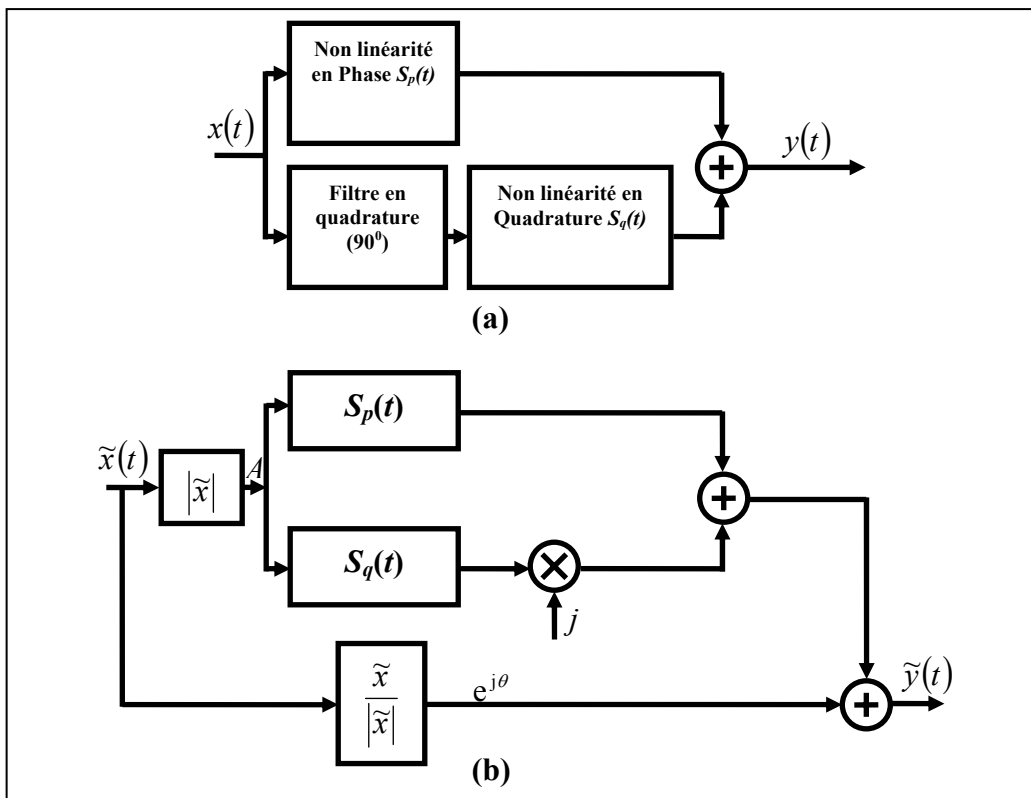 Non linéarité
en Phase Sp(t)
x(t)
y(t)
+
Filtre en
quadrature
(90⁰)
Non linéarité en
Quadrature Sq(t)
(a)
Sp(t)
x̃(t)
|x̃|
A
+
Sq(t)
×
j
x̃/|x̃|
e^jθ
ỹ(t)
+
(b)